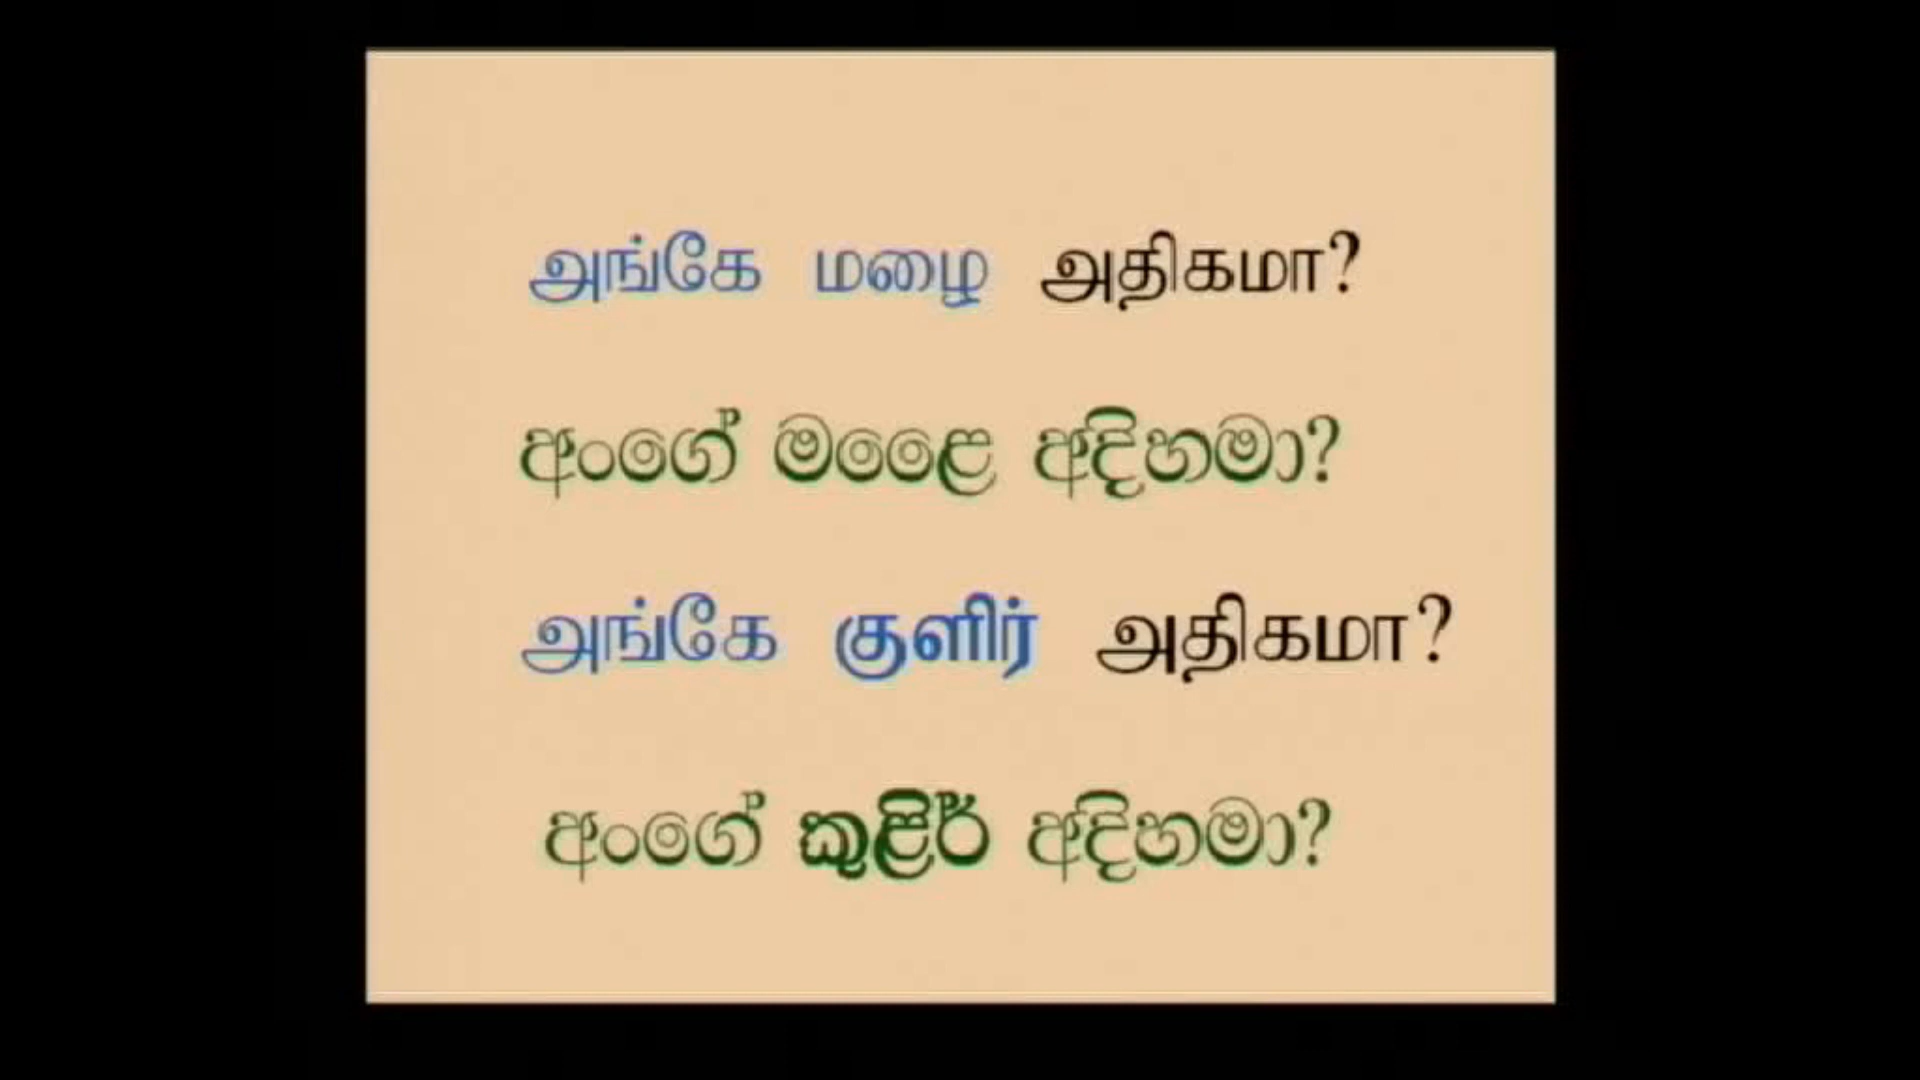 அங்கே மழை அதிகமா?
අංගේ මළෛ අදිහමා?
அங்கே குளிர் அதிகமா?
අංගේ කුළිර් අදිහමා?